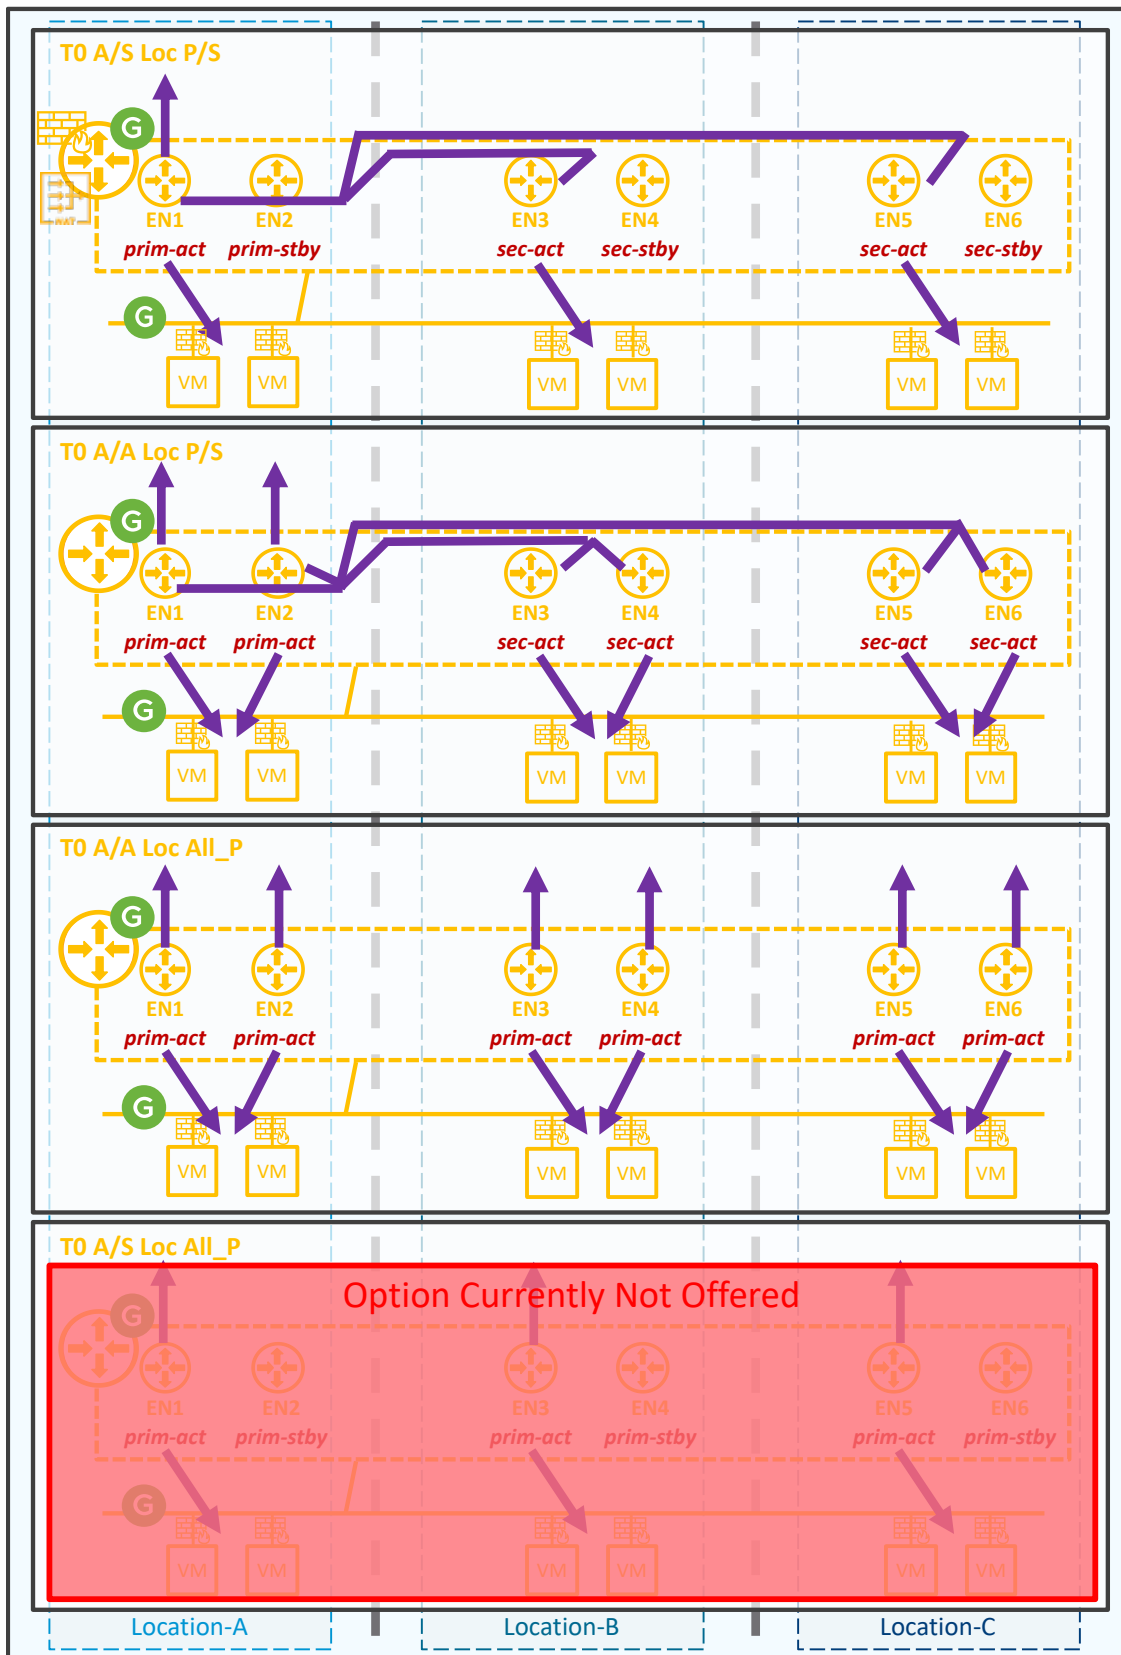 T0 A/S Loc P/S
G
EN1 EN2 EN3 EN4 EN5 EN6
prim-act prim-stby sec-act sec-stby sec-act sec-stby
G
VM VM VM VM VM VM
T0 A/A Loc P/S
G
EN1 EN2 EN3 EN4 EN5 EN6
prim-act prim-act sec-act sec-act sec-act sec-act
G
VM VM VM VM VM VM
T0 A/A Loc All_P
G
EN1 EN2 EN3 EN4 EN5 EN6
prim-act prim-act prim-act prim-act prim-act prim-act
G
VM VM VM VM VM VM
T0 A/S Loc All_P
Option Currently Not Offered
G
EN1 EN2 EN3 EN4 EN5 EN6
prim-act prim-stby prim-act prim-stby prim-act prim-stby
G
VM VM VM VM VM VM
Location-A Location-B Location-C